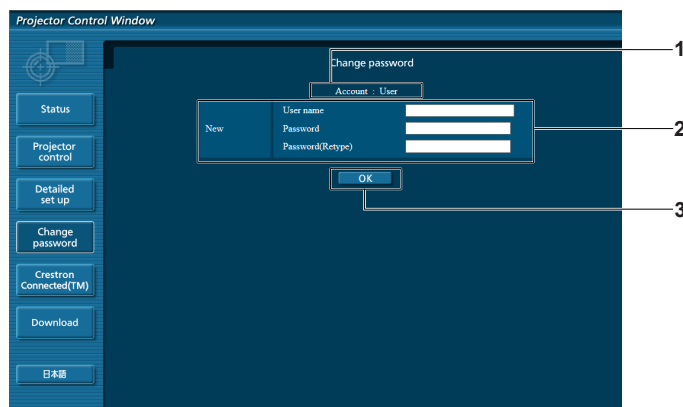 Projector Control Window
Change password
1
Account : User
Status
New
User name
Password
Password(Retype)
2
Projector
control
OK
Detailed
set up
3
Change
password
Crestron
Connected(TM)
Download
日本語